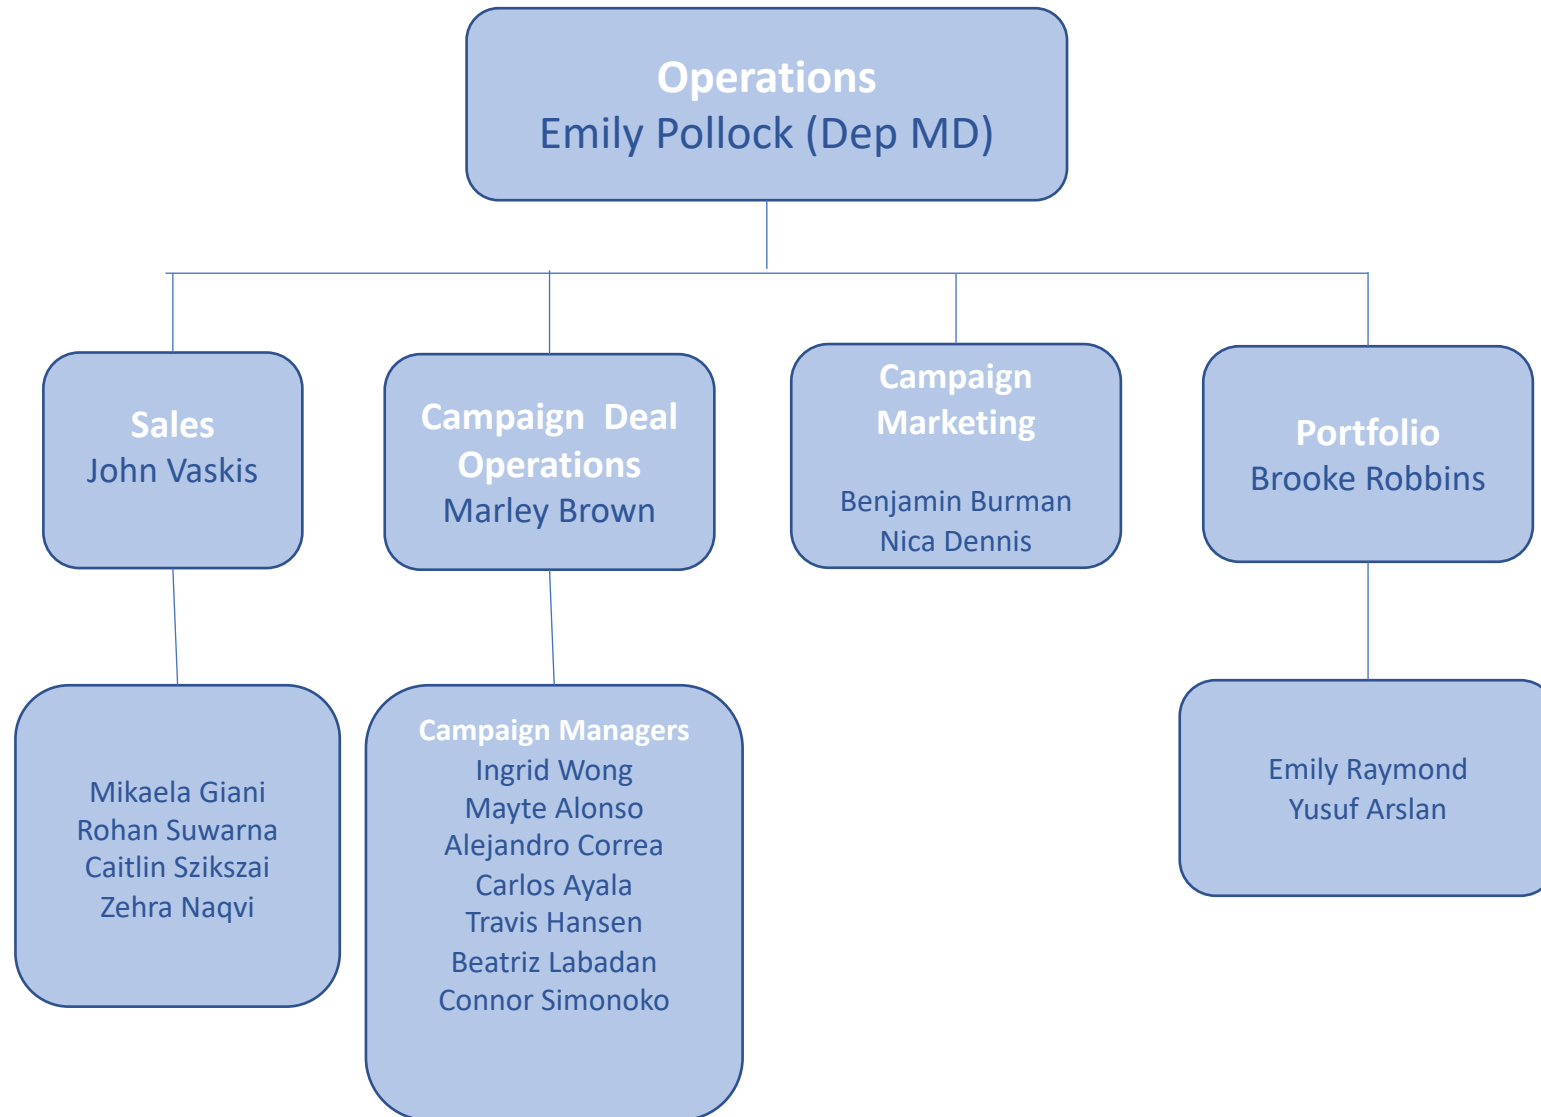 Operations
Emily Pollock (Dep MD)
Sales
John Vaskis
Campaign Deal
Operations
Marley Brown
Campaign
Marketing
Benjamin Burman
Nica Dennis
Portfolio
Brooke Robbins
Mikaela Giani
Rohan Suwarna
Caitlin Szikszai
Zehra Naqvi
Campaign Managers
Ingrid Wong
Mayte Alonso
Alejandro Correa
Carlos Ayala
Travis Hansen
Beatriz Labadan
Connor Simonoko
Emily Raymond
Yusuf Arslan